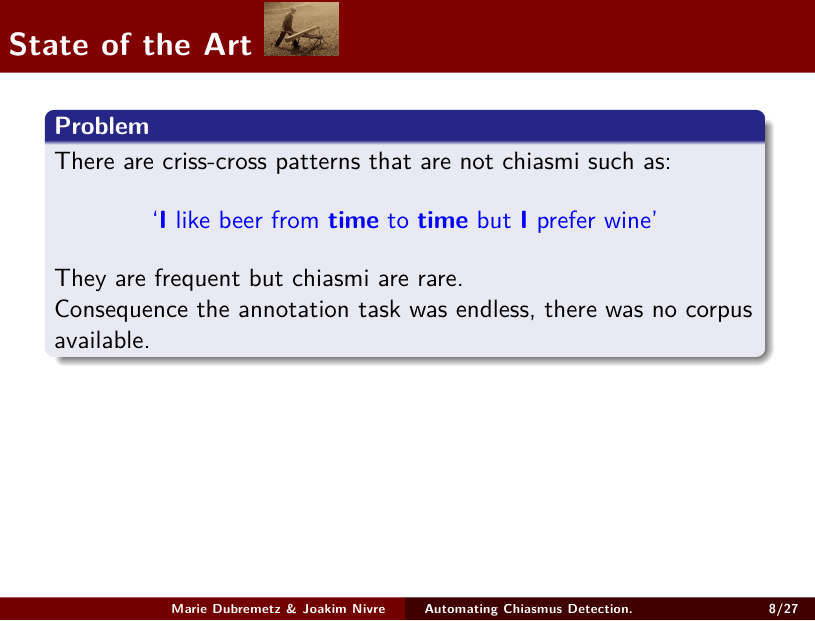 State of the Art
Problem
There are criss-cross patterns that are not chiasmi such as:
‘I like beer from time to time but I prefer wine’
They are frequent but chiasmi are rare.
Consequence the annotation task was endless, there was no corpus
available.
Marie Dubremetz & Joakim Nivre
Automating Chiasmus Detection.
8/27